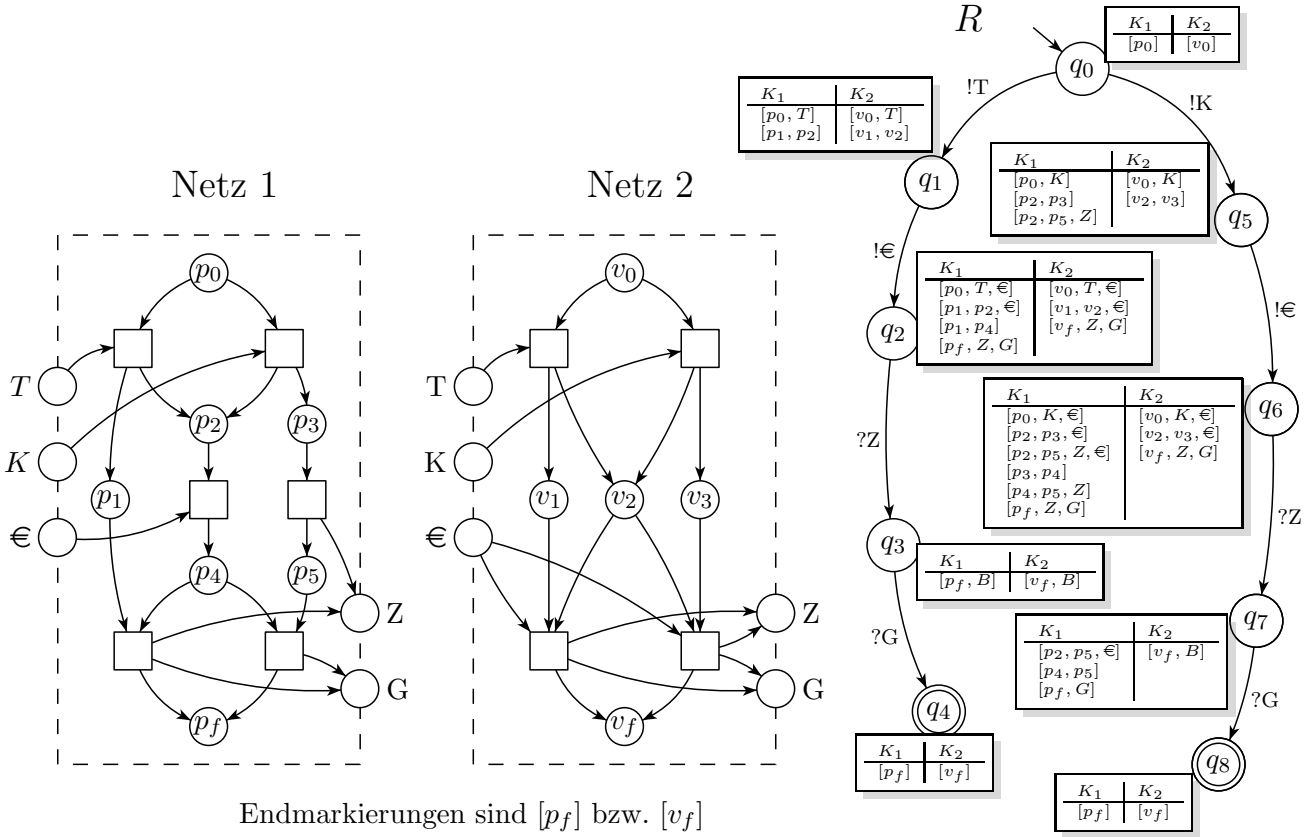 Netz 1
p0
T
K
p2
p3
p1
€
p4
p5
Z
G
pf
Netz 2
v0
T
K
v1
v2
v3
€
Z
G
vf
Endmarkierungen sind [pf] bzw. [vf]
R
q0
K1 K2
[p0] [v0]
!T
!K
K1 K2
[p0, T] [v0, T]
[p1, p2] [v1, v2]
q1
K1 K2
[p0, K] [v0, K]
[p2, p3] [v2, v3]
[p2, p5, Z]
q5
!€
!€
K1 K2
[p0, T, €] [v0, T, €]
[p1, p2, €] [v1, v2, €]
[p1, p4] [vf, Z, G]
[pf, Z, G]
q2
K1 K2
[p0, K, €] [v0, K, €]
[p2, p3, €] [v2, v3, €]
[p2, p5, Z, €] [vf, Z, G]
[p3, p4]
[p4, p5, Z]
[pf, Z, G]
q6
?Z
?Z
q3
K1 K2
[pf, B] [vf, B]
K1 K2
[p2, p5, €] [vf, B]
[p4, p5]
[pf, G]
q7
?G
?G
q4
K1 K2
[pf] [vf]
q8
K1 K2
[pf] [vf]